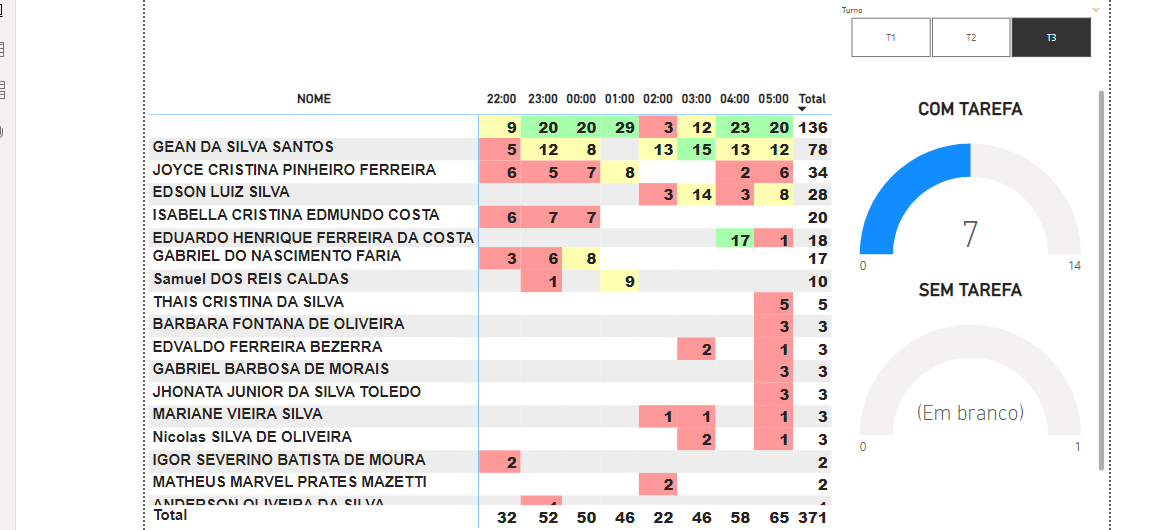 Turno
T1 T2 T3
NOME 22:00 23:00 00:00 01:00 02:00 03:00 04:00 05:00 Total
9 20 20 29 3 12 23 20 136
GEAN DA SILVA SANTOS 5 12 8 13 15 13 12 78
JOYCE CRISTINA PINHEIRO FERREIRA 6 5 7 8 2 6 34
EDSON LUIZ SILVA 3 14 3 8 28
ISABELLA CRISTINA EDMUNDO COSTA 6 7 7 20
EDUARDO HENRIQUE FERREIRA DA COSTA 17 1 18
GABRIEL DO NASCIMENTO FARIA 3 6 8 17
Samuel DOS REIS CALDAS 1 9 10
THAIS CRISTINA DA SILVA 5 5
BARBARA FONTANA DE OLIVEIRA 3 3
EDVALDO FERREIRA BEZERRA 2 1 3
GABRIEL BARBOSA DE MORAIS 3 3
JHONATA JUNIOR DA SILVA TOLEDO 3 3
MARIANE VIEIRA SILVA 1 1 1 3
Nicolas SILVA DE OLIVEIRA 2 1 3
IGOR SEVERINO BATISTA DE MOURA 2 2
MATHEUS MARVEL PRATES MAZETTI 2 2
ANDERSON OLIVEIRA DA SILVA
Total 32 52 50 46 22 46 58 65 371
COM TAREFA
7
0 14
SEM TAREFA
(Em branco)
0 1